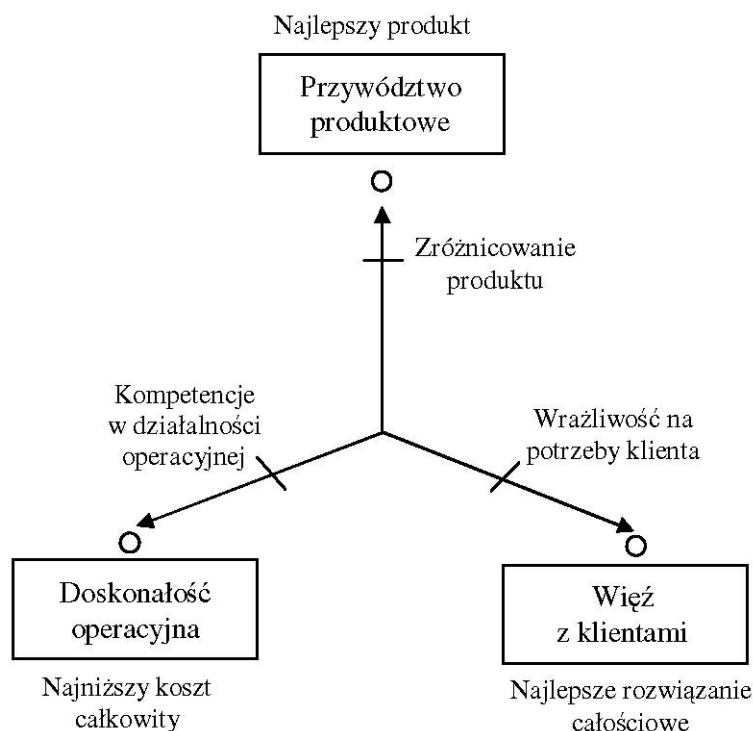 Najlepszy produkt
Przywództwo
produktowe
Zróżnicowanie
produktu
Kompetencje
w działalności
operacyjnej
Wrażliwość na
potrzeby klienta
Doskonałość
operacyjna
Więź
z klientami
Najniższy koszt
całkowity
Najlepsze rozwiązanie
całościowe